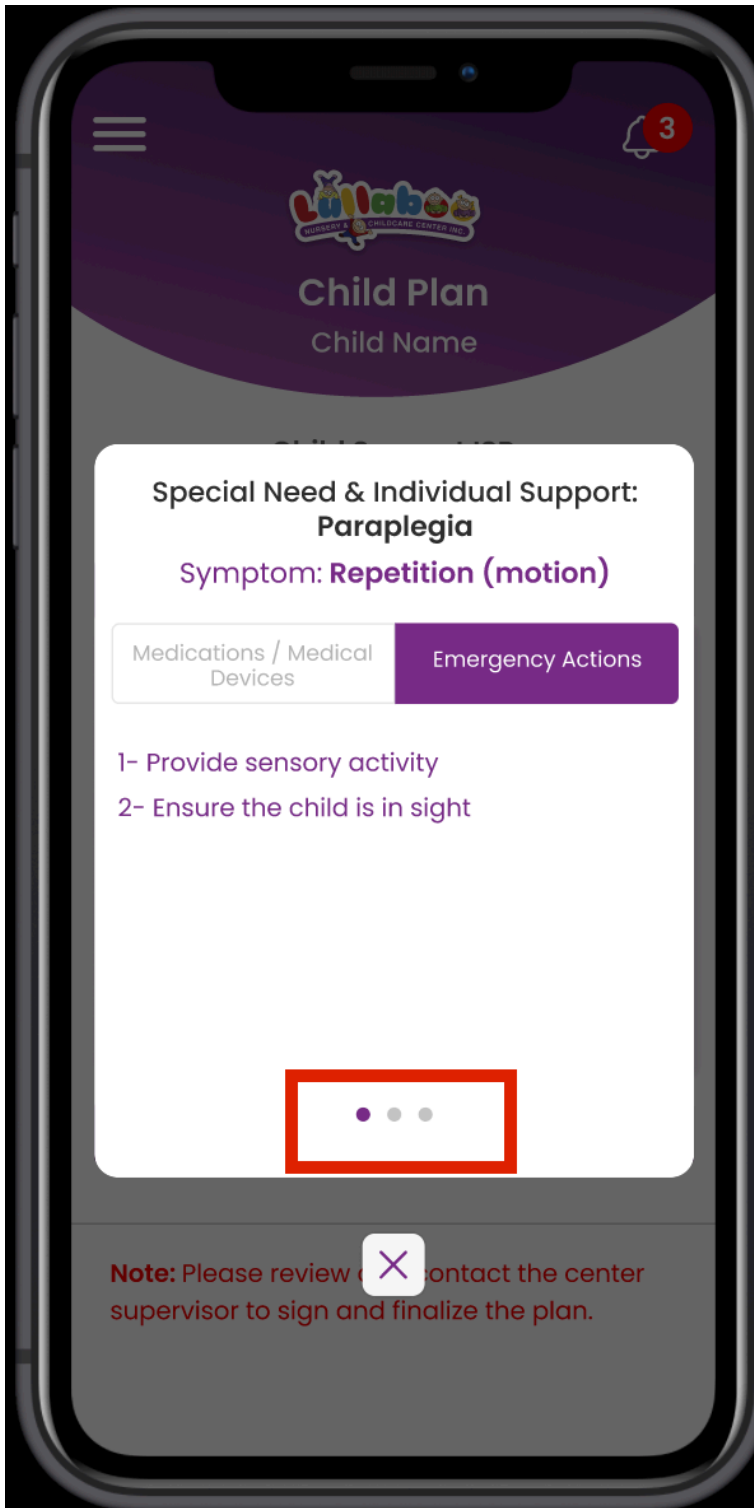 3
Lullaboo
NURSERY & CHILDCARE CENTER INC.
Child Plan
Child Name
Special Need & Individual Support:
Paraplegia
Symptom: Repetition (motion)
Medications / Medical
Devices
Emergency Actions
1- Provide sensory activity
2- Ensure the child is in sight
Note: Please review contact the center
supervisor to sign and finalize the plan.